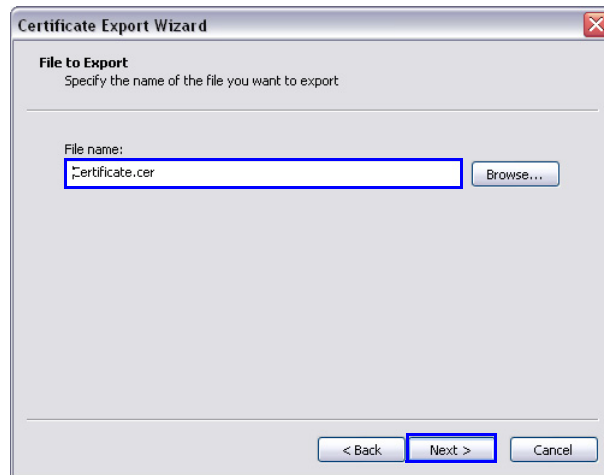 Certificate Export Wizard
File to Export
Specify the name of the file you want to export
File name:
Certificate.cer
Browse...
< Back
Next >
Cancel